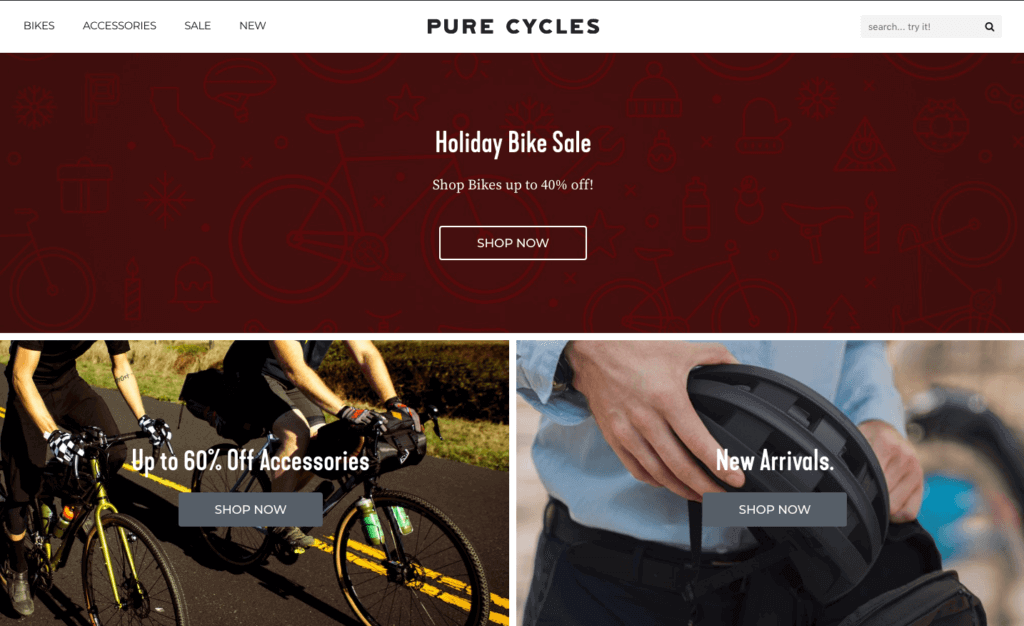 BIKES ACCESSORIES SALE NEW PURE CYCLES search... try it!
Holiday Bike Sale
Shop Bikes up to 40% off!
SHOP NOW
Up to 60% Off Accessories
SHOP NOW
New Arrivals.
SHOP NOW